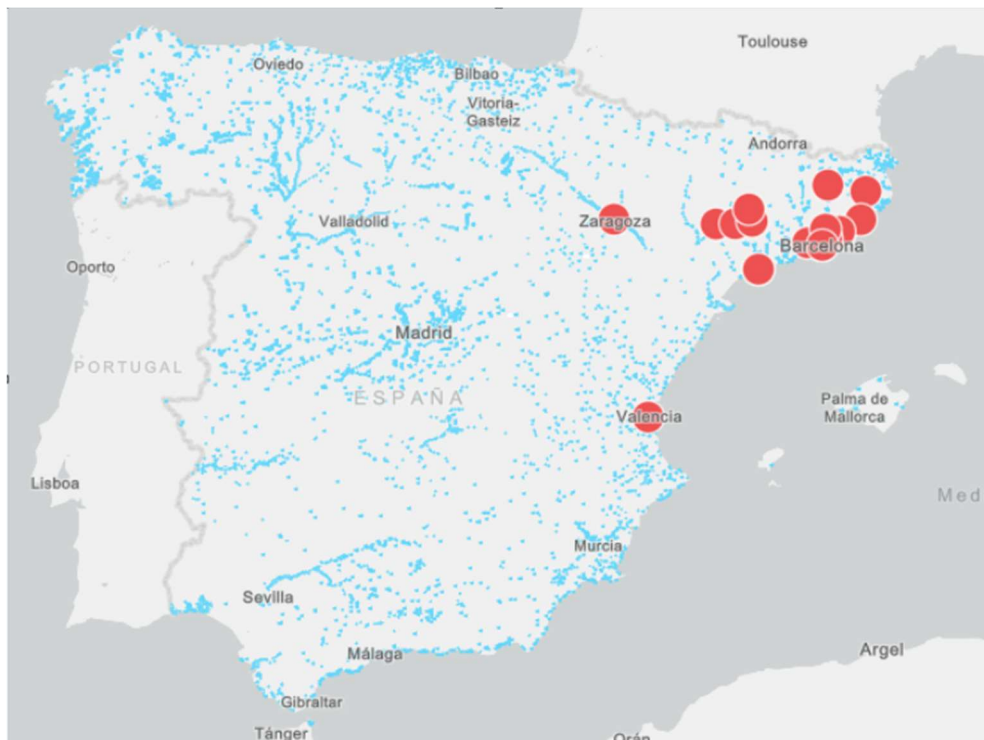 Toulouse
Oviedo
Bilbao
Vitoria-
Gasteiz
Andorra
Valladolid
Zaragoza
Barcelona
Oporto
Madrid
PORTUGAL
ESPAÑA
Valencia
Palma de
Mallorca
Lisboa
Med
Murcia
Sevilla
Málaga
Argel
Gibraltar
Tánger
Orán